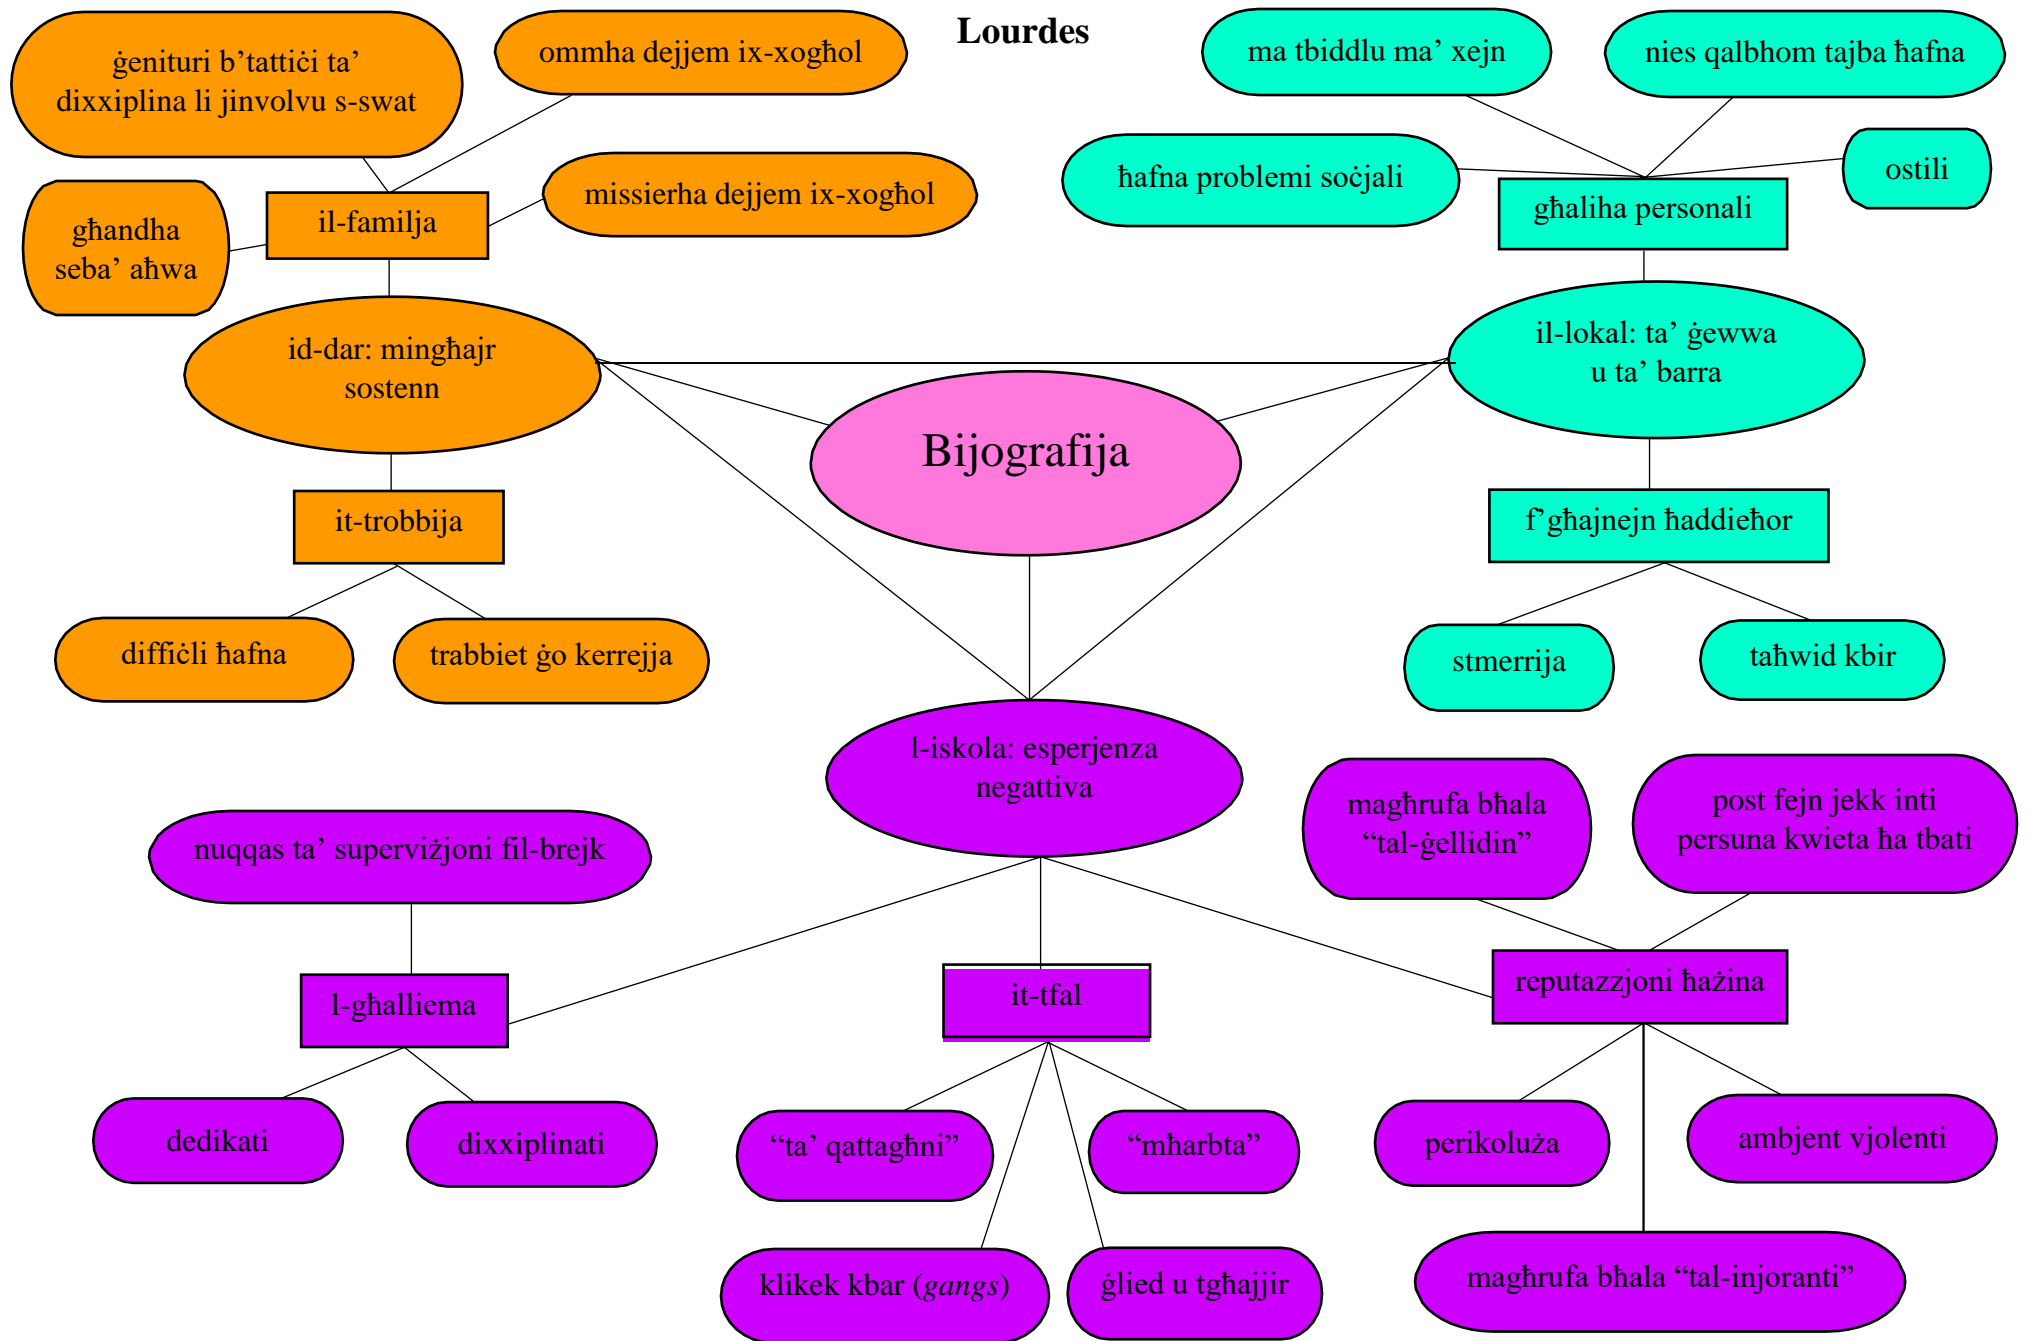 Lourdes
ġenituri b’tattiċi ta’
dixxiplina li jinvolvu s-swat
ommha dejjem ix-xogħol
missierha dejjem ix-xogħol
għandha
seba’ aħwa
il-familja
id-dar: mingħajr
sostenn
it-trobbija
diffiċli ħafna
trabbiet ġo kerrejja
ma tbiddlu ma’ xejn
nies qalbhom tajba ħafna
ħafna problemi soċjali
ostili
għaliha personali
il-lokal: ta’ ġewwa
u ta’ barra
f’għajnejn ħaddieħor
stmerrija
taħwid kbir
Bijografija
l-iskola: esperjenza
negattiva
nuqqas ta’ superviżjoni fil-brejk
l-għalliema
dedikati
dixxiplinati
it-tfal
“ta’ qattagħni”
“mħarbta”
klikek kbar (gangs)
ġlied u tgħajjir
magħrufa bħala
“tal-ġellidin”
post fejn jekk inti
persuna kwieta ħa tbati
reputazzjoni ħażina
perikoluża
ambjent vjolenti
magħrufa bħala “tal-injoranti”